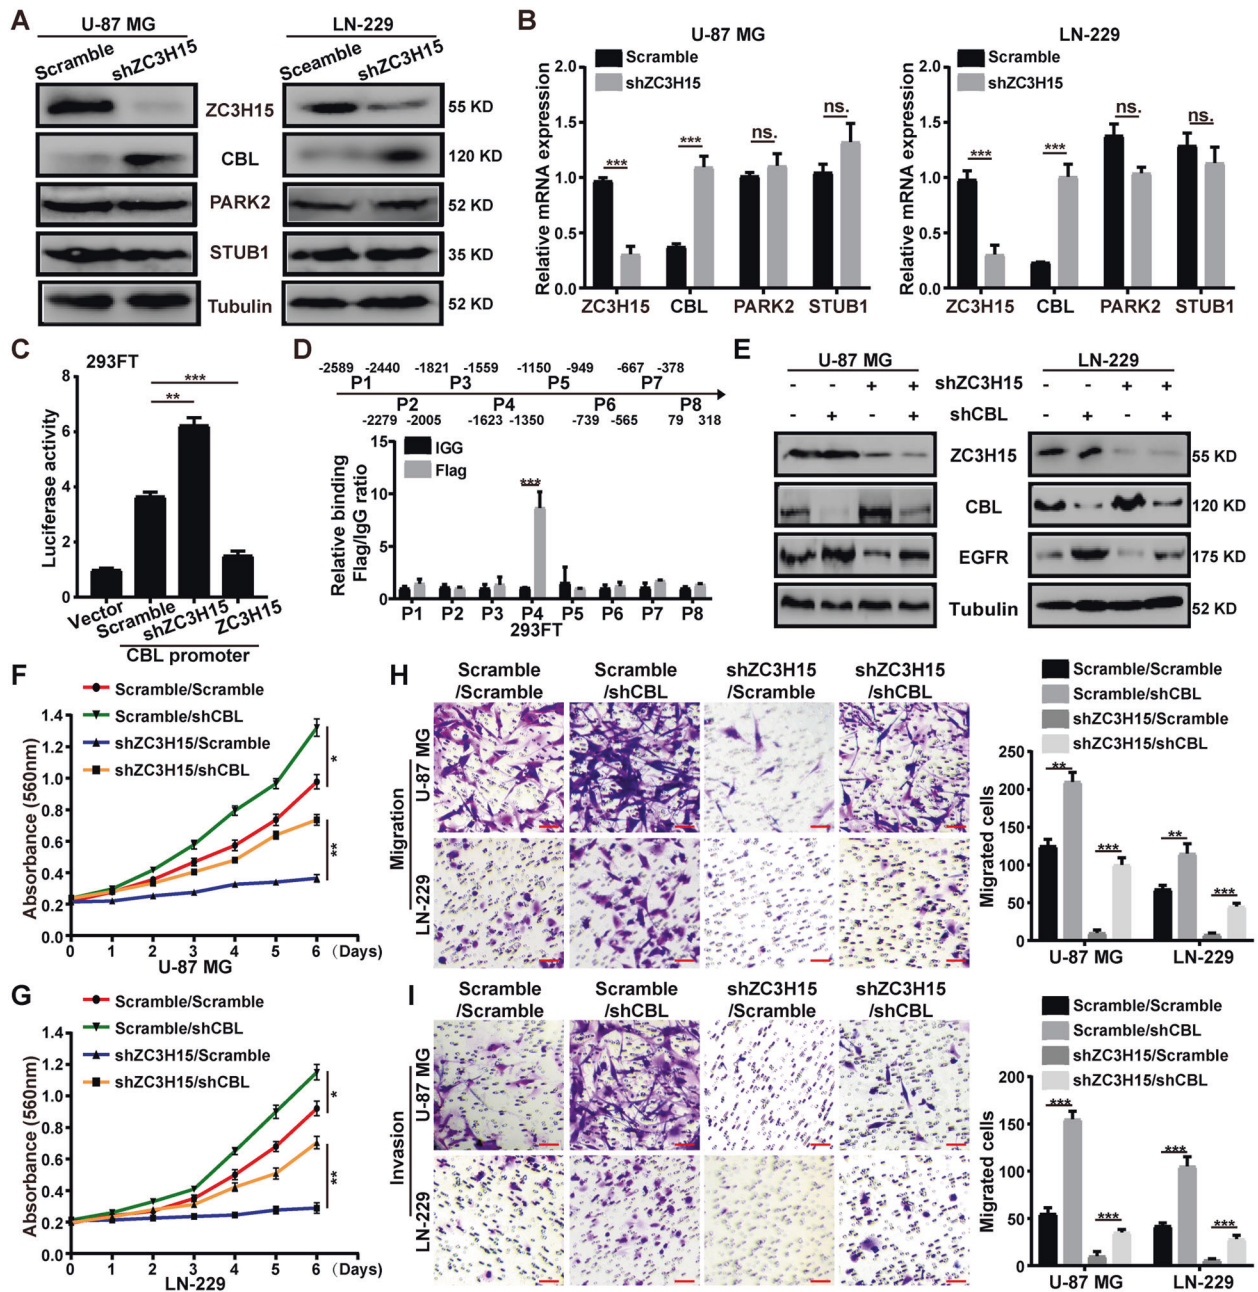 A
U-87 MG
LN-229
Scramble
shZC3H15
Sceamble
shZC3H15
ZC3H15
55 KD
CBL
120 KD
PARK2
52 KD
STUB1
35 KD
Tubulin
52 KD
B
U-87 MG
Scramble
shZC3H15
Relative mRNA expression
2.0
1.5
1.0
0.5
0.0
***
***
ns.
ns.
ZC3H15 CBL PARK2 STUB1
LN-229
Scramble
shZC3H15
Relative mRNA expression
2.0
1.5
1.0
0.5
0.0
***
***
ns.
ns.
ZC3H15 CBL PARK2 STUB1
C
293FT
Luciferase activity
8
6
4
2
0
***
**
Vector
Scramble
shZC3H15
ZC3H15
CBL promoter
D
-2589 -2440 -1821 -1559 -1150 -949 -667 -378
P1 P3 P5 P7
P2 P4 P6 P8
-2279 -2005 -1623 -1350 -739 -565 79 318
Relative binding
Flag/IgG ratio
15
10
5
0
IGG
Flag
***
P1 P2 P3 P4 P5 P6 P7 P8
293FT
E
U-87 MG
LN-229
- - + + shZC3H15 - - + +
- + - + shCBL - + - +
ZC3H15 55 KD
CBL 120 KD
EGFR 175 KD
Tubulin 52 KD
F
Scramble/Scramble
Scramble/shCBL
shZC3H15/Scramble
shZC3H15/shCBL
Absorbance (560nm)
1.4
1.2
1.0
0.8
0.6
0.4
0.2
0.0
*
**
0 1 2 3 4 5 6 (Days)
U-87 MG
G
Scramble/Scramble
Scramble/shCBL
shZC3H15/Scramble
shZC3H15/shCBL
Absorbance (560nm)
1.4
1.2
1.0
0.8
0.6
0.4
0.2
0.0
*
**
0 1 2 3 4 5 6 (Days)
LN-229
H
Scramble
/Scramble
Scramble
/shCBL
shZC3H15
/Scramble
shZC3H15
/shCBL
Migration
U-87 MG
LN-229
Scramble/Scramble
Scramble/shCBL
shZC3H15/Scramble
shZC3H15/shCBL
Migrated cells
250
200
150
100
50
0
**
***
**
***
U-87 MG LN-229
I
Scramble
/Scramble
Scramble
/shCBL
shZC3H15
/Scramble
shZC3H15
/shCBL
Invasion
U-87 MG
LN-229
Scramble/Scramble
Scramble/shCBL
shZC3H15/Scramble
shZC3H15/shCBL
Migrated cells
200
150
100
50
0
***
***
***
***
U-87 MG LN-229